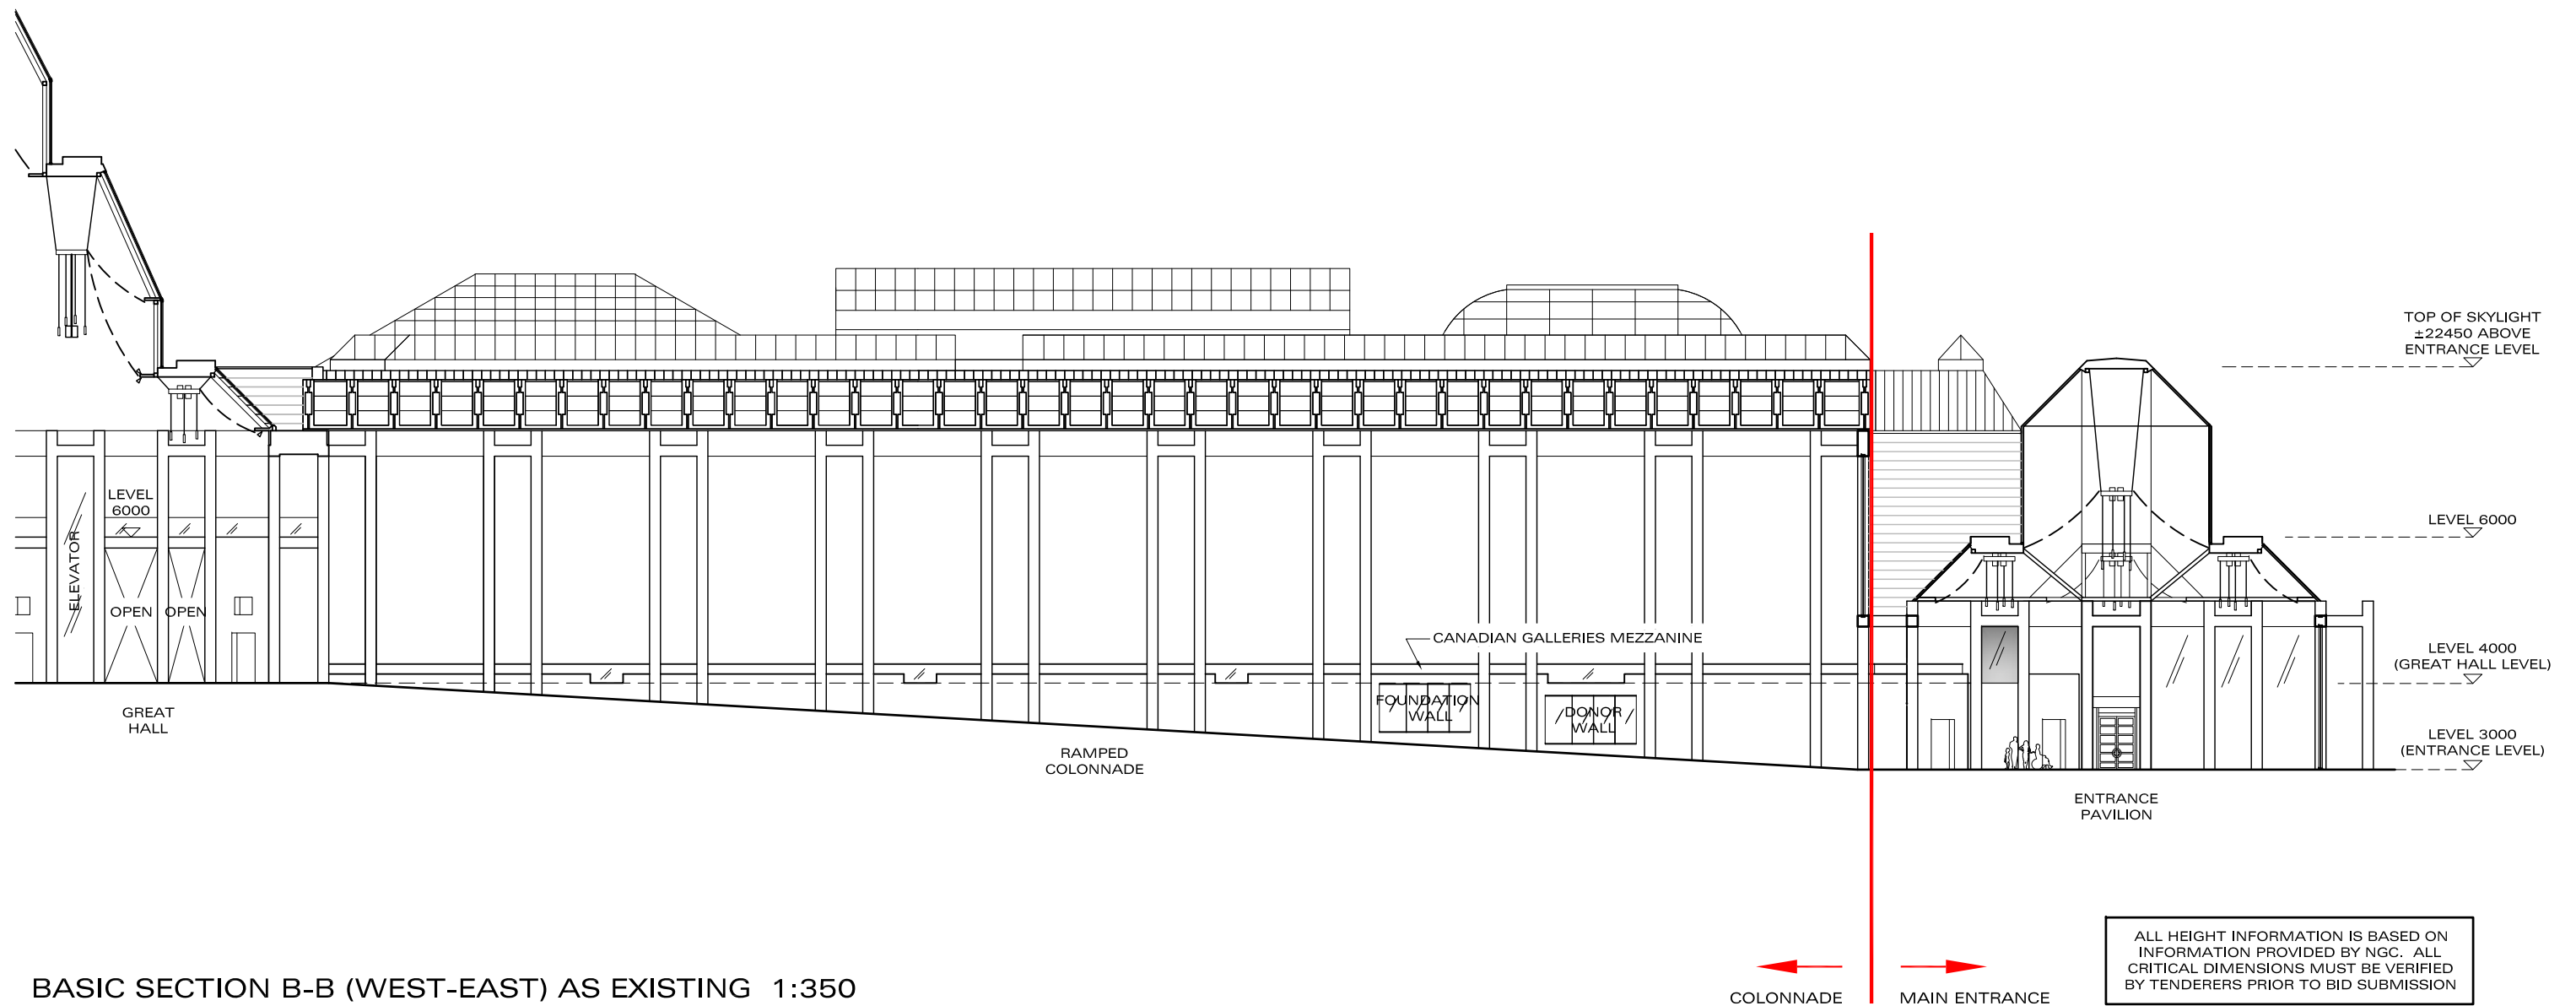 TOP OF SKYLIGHT
±22450 ABOVE
ENTRANCE LEVEL
LEVEL
6000
LEVEL 6000
ELEVATOR
OPEN
OPEN
CANADIAN GALLERIES MEZZANINE
LEVEL 4000
(GREAT HALL LEVEL)
FOUNDATION
WALL
DONOR
WALL
GREAT
HALL
LEVEL 3000
(ENTRANCE LEVEL)
RAMPED
COLONNADE
ENTRANCE
PAVILION
ALL HEIGHT INFORMATION IS BASED ON
INFORMATION PROVIDED BY NGC. ALL
CRITICAL DIMENSIONS MUST BE VERIFIED
BY TENDERERS PRIOR TO BID SUBMISSION
BASIC SECTION B-B (WEST-EAST) AS EXISTING 1:350
COLONNADE
MAIN ENTRANCE